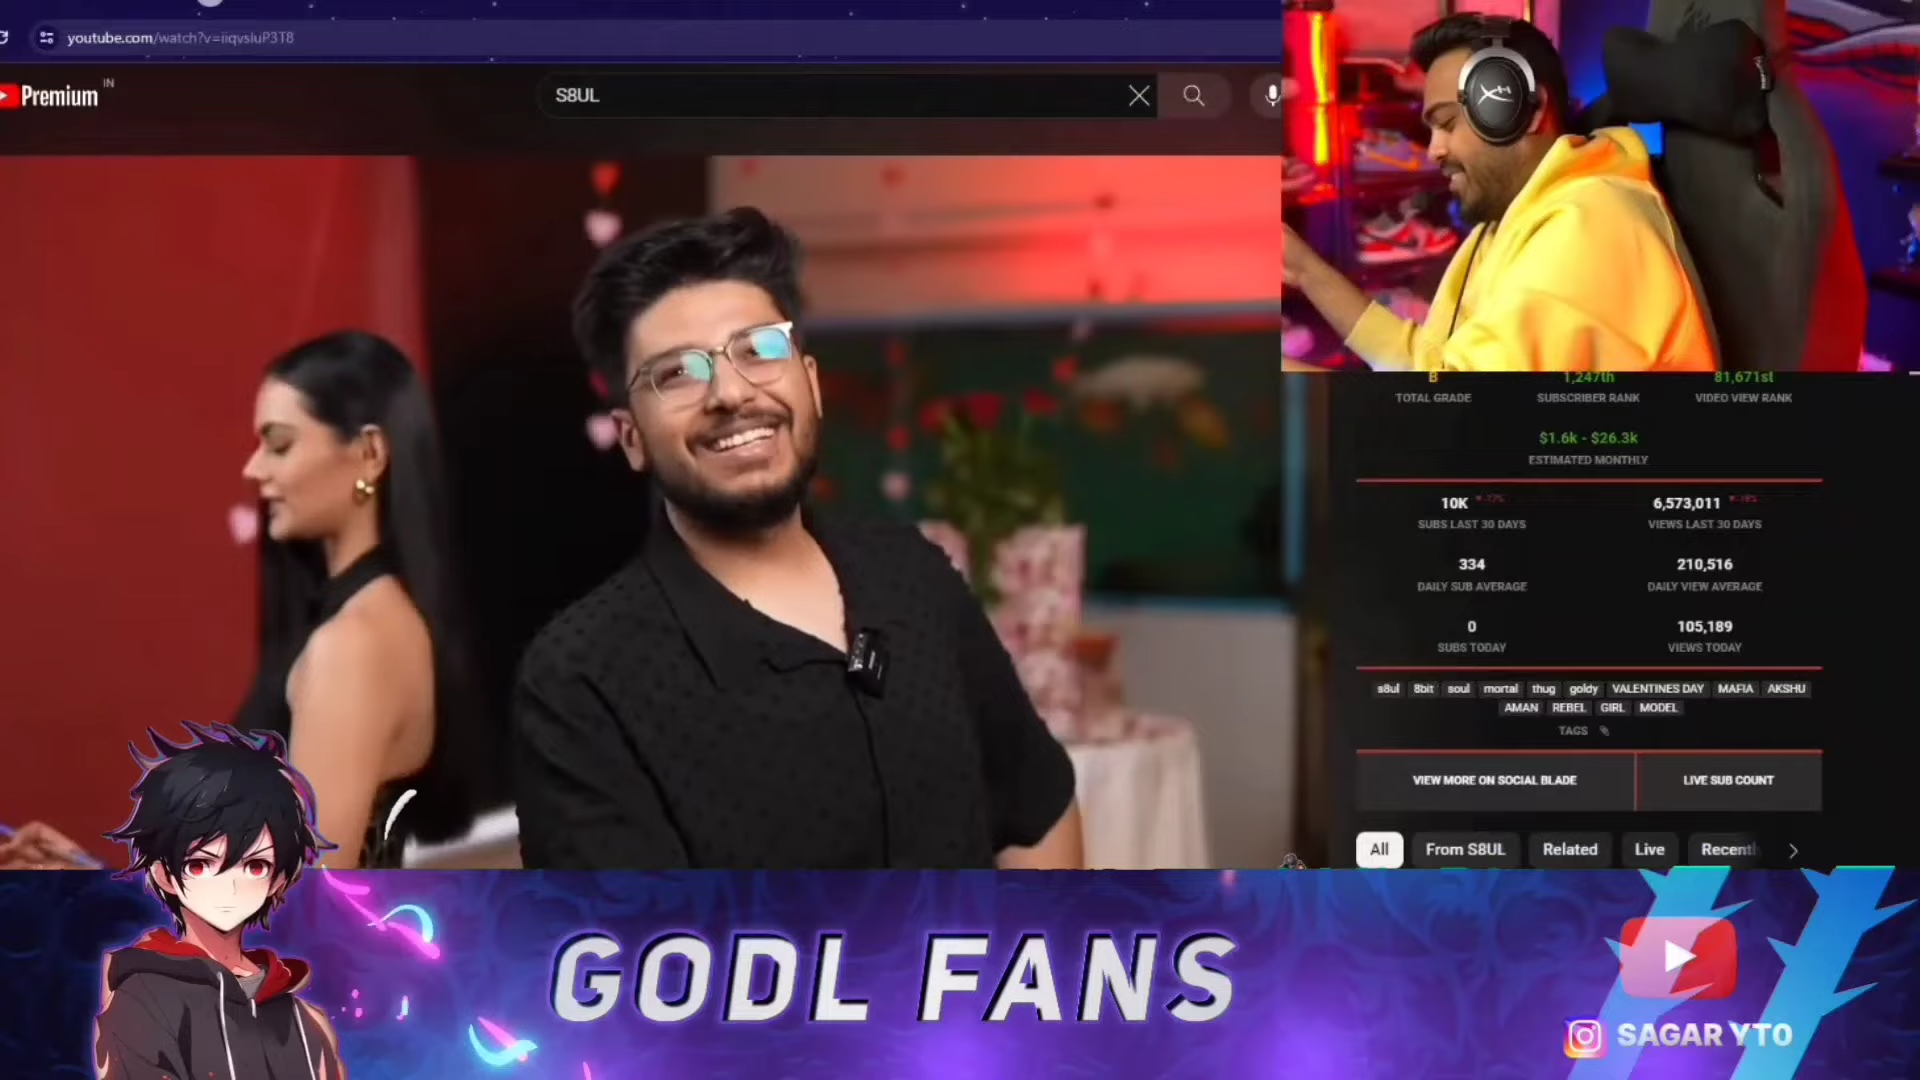 youtube.com/watch?v=iiqvsluP3T8
Premium IN
S8UL
B
1,247th
81,671st
TOTAL GRADE
SUBSCRIBER RANK
VIDEO VIEW RANK
$1.6k - $26.3k
ESTIMATED MONTHLY
10K
6,573,011
SUBS LAST 30 DAYS
VIEWS LAST 30 DAYS
334
210,516
DAILY SUB AVERAGE
DAILY VIEW AVERAGE
0
105,189
SUBS TODAY
VIEWS TODAY
s8ul 8bit soul mortal thug goldy VALENTINES DAY MAFIA AKSHU
AMAN REBEL GIRL MODEL
TAGS
VIEW MORE ON SOCIAL BLADE
LIVE SUB COUNT
All From S8UL Related Live
GODL FANS
SAGAR YT0